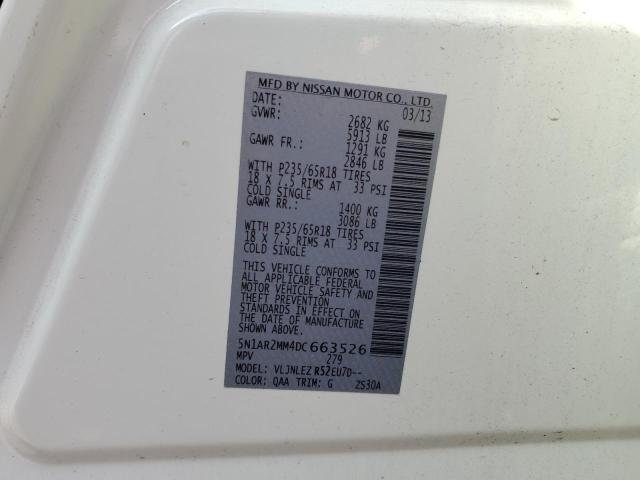 MFD BY NISSAN MOTOR CO., LTD.
DATE: 03/13
GVWR: 2682 KG
5913 LB
GAWR FR.: 1291 KG
2846 LB
WITH P235/65R18 TIRES
18 X 7.5 RIMS AT 33 PSI
COLD SINGLE
GAWR RR.: 1400 KG
3086 LB
WITH P235/65R18 TIRES
18 X 7.5 RIMS AT 33 PSI
COLD SINGLE
THIS VEHICLE CONFORMS TO
ALL APPLICABLE FEDERAL
MOTOR VEHICLE SAFETY AND
THEFT PREVENTION
STANDARDS IN EFFECT ON
THE DATE OF MANUFACTURE
SHOWN ABOVE.
5N1AR2MM4DC663526
MPV 279
MODEL: VLJNLEZ R52EU7D--
COLOR: QAA TRIM: G 2S30A